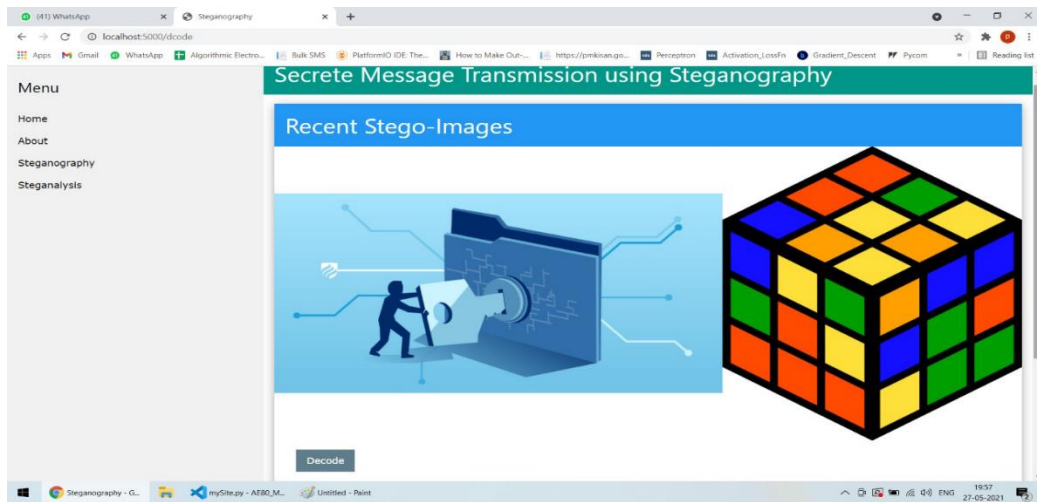 (41) WhatsApp
Steganography
localhost:5000/dcode
Apps Gmail WhatsApp Algorithmic Electro... Bulk SMS PlatformIO IDE: The... How to Make Out-... https://pmkisan.go... Perceptron Activation_LossFn Gradient_Descent Pycom » Reading list
Menu
Home
About
Steganography
Steganalysis
Secrete Message Transmission using Steganography
Recent Stego-Images
Decode
Steganography - G... mySite.py - AE80_M... Untitled - Paint
ENG
19:57
27-05-2021